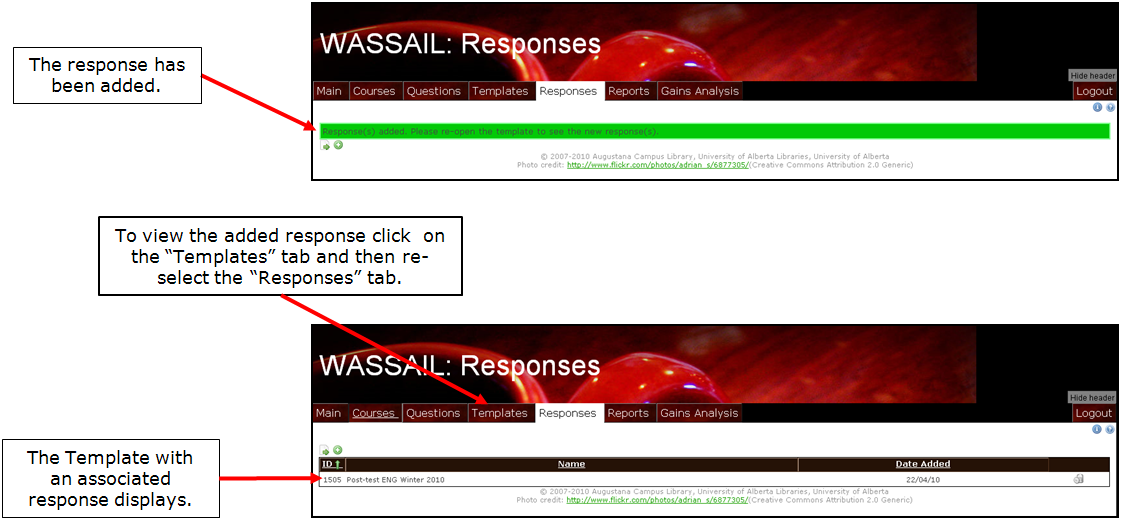 The response has
been added.
WASSAIL: Responses
Hide header
Main Courses Questions Templates Responses Reports Gains Analysis Logout
Response(s) added. Please re-open the template to see the new response(s).
© 2007-2010 Augustana Campus Library, University of Alberta Libraries, University of Alberta
Photo credit: http://www.flickr.com/photos/adrian_s/6877305/(Creative Commons Attribution 2.0 Generic)
To view the added response click on
the “Templates” tab and then re-
select the “Responses” tab.
WASSAIL: Responses
Hide header
Main Courses Questions Templates Responses Reports Gains Analysis Logout
The Template with
an associated
response displays.
ID Name Date Added
1505 Post-test ENG Winter 2010 22/04/10
© 2007-2010 Augustana Campus Library, University of Alberta Libraries, University of Alberta
Photo credit: http://www.flickr.com/photos/adrian_s/6877305/(Creative Commons Attribution 2.0 Generic)